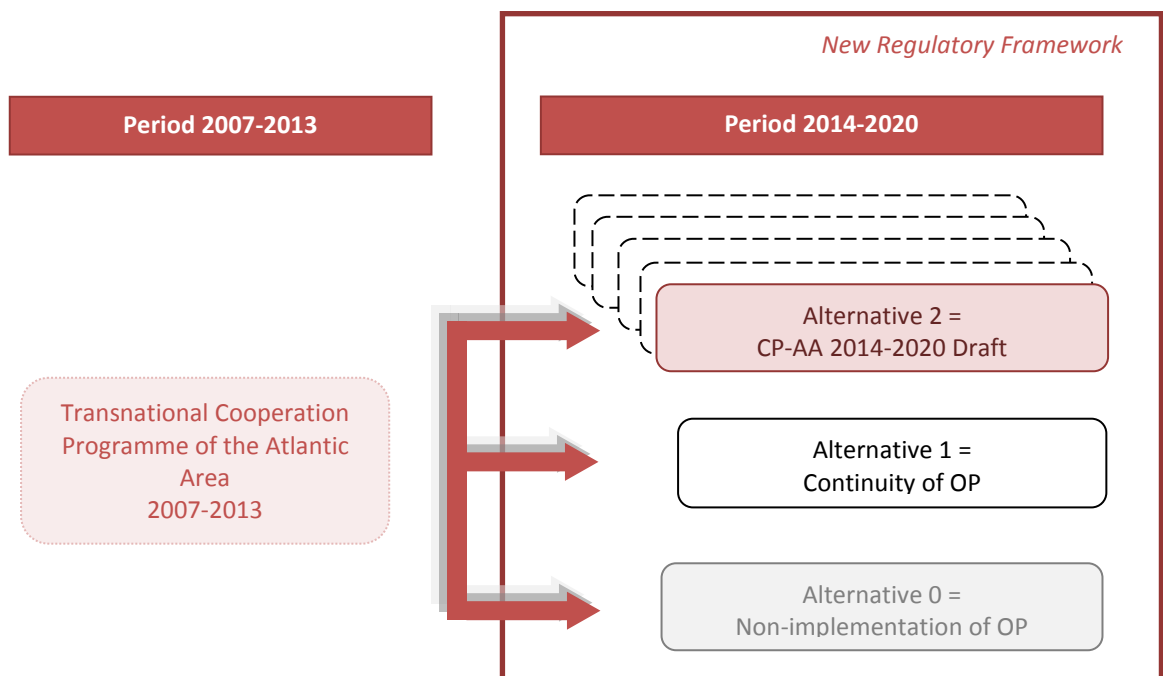 New Regulatory Framework
Period 2007-2013
Period 2014-2020
Alternative 2 =
CP-AA 2014-2020 Draft
Transnational Cooperation
Programme of the Atlantic
Area
2007-2013
Alternative 1 =
Continuity of OP
Alternative 0 =
Non-implementation of OP